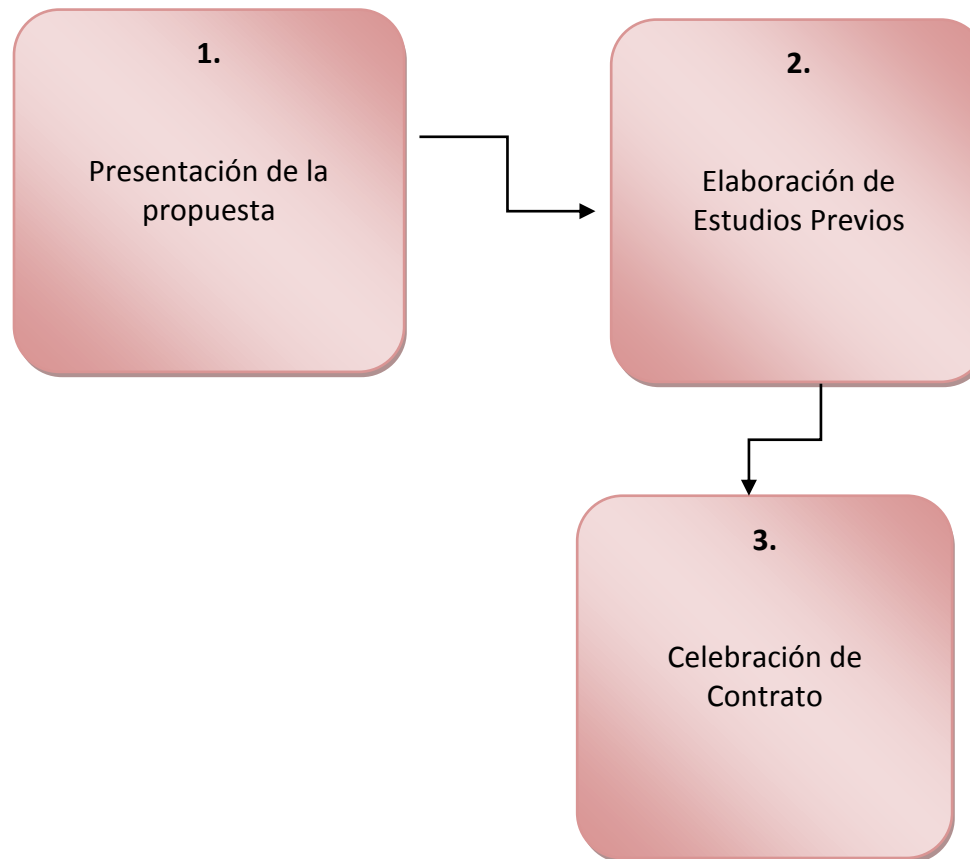 1.
Presentación de la
propuesta
2.
Elaboración de
Estudios Previos
3.
Celebración de
Contrato